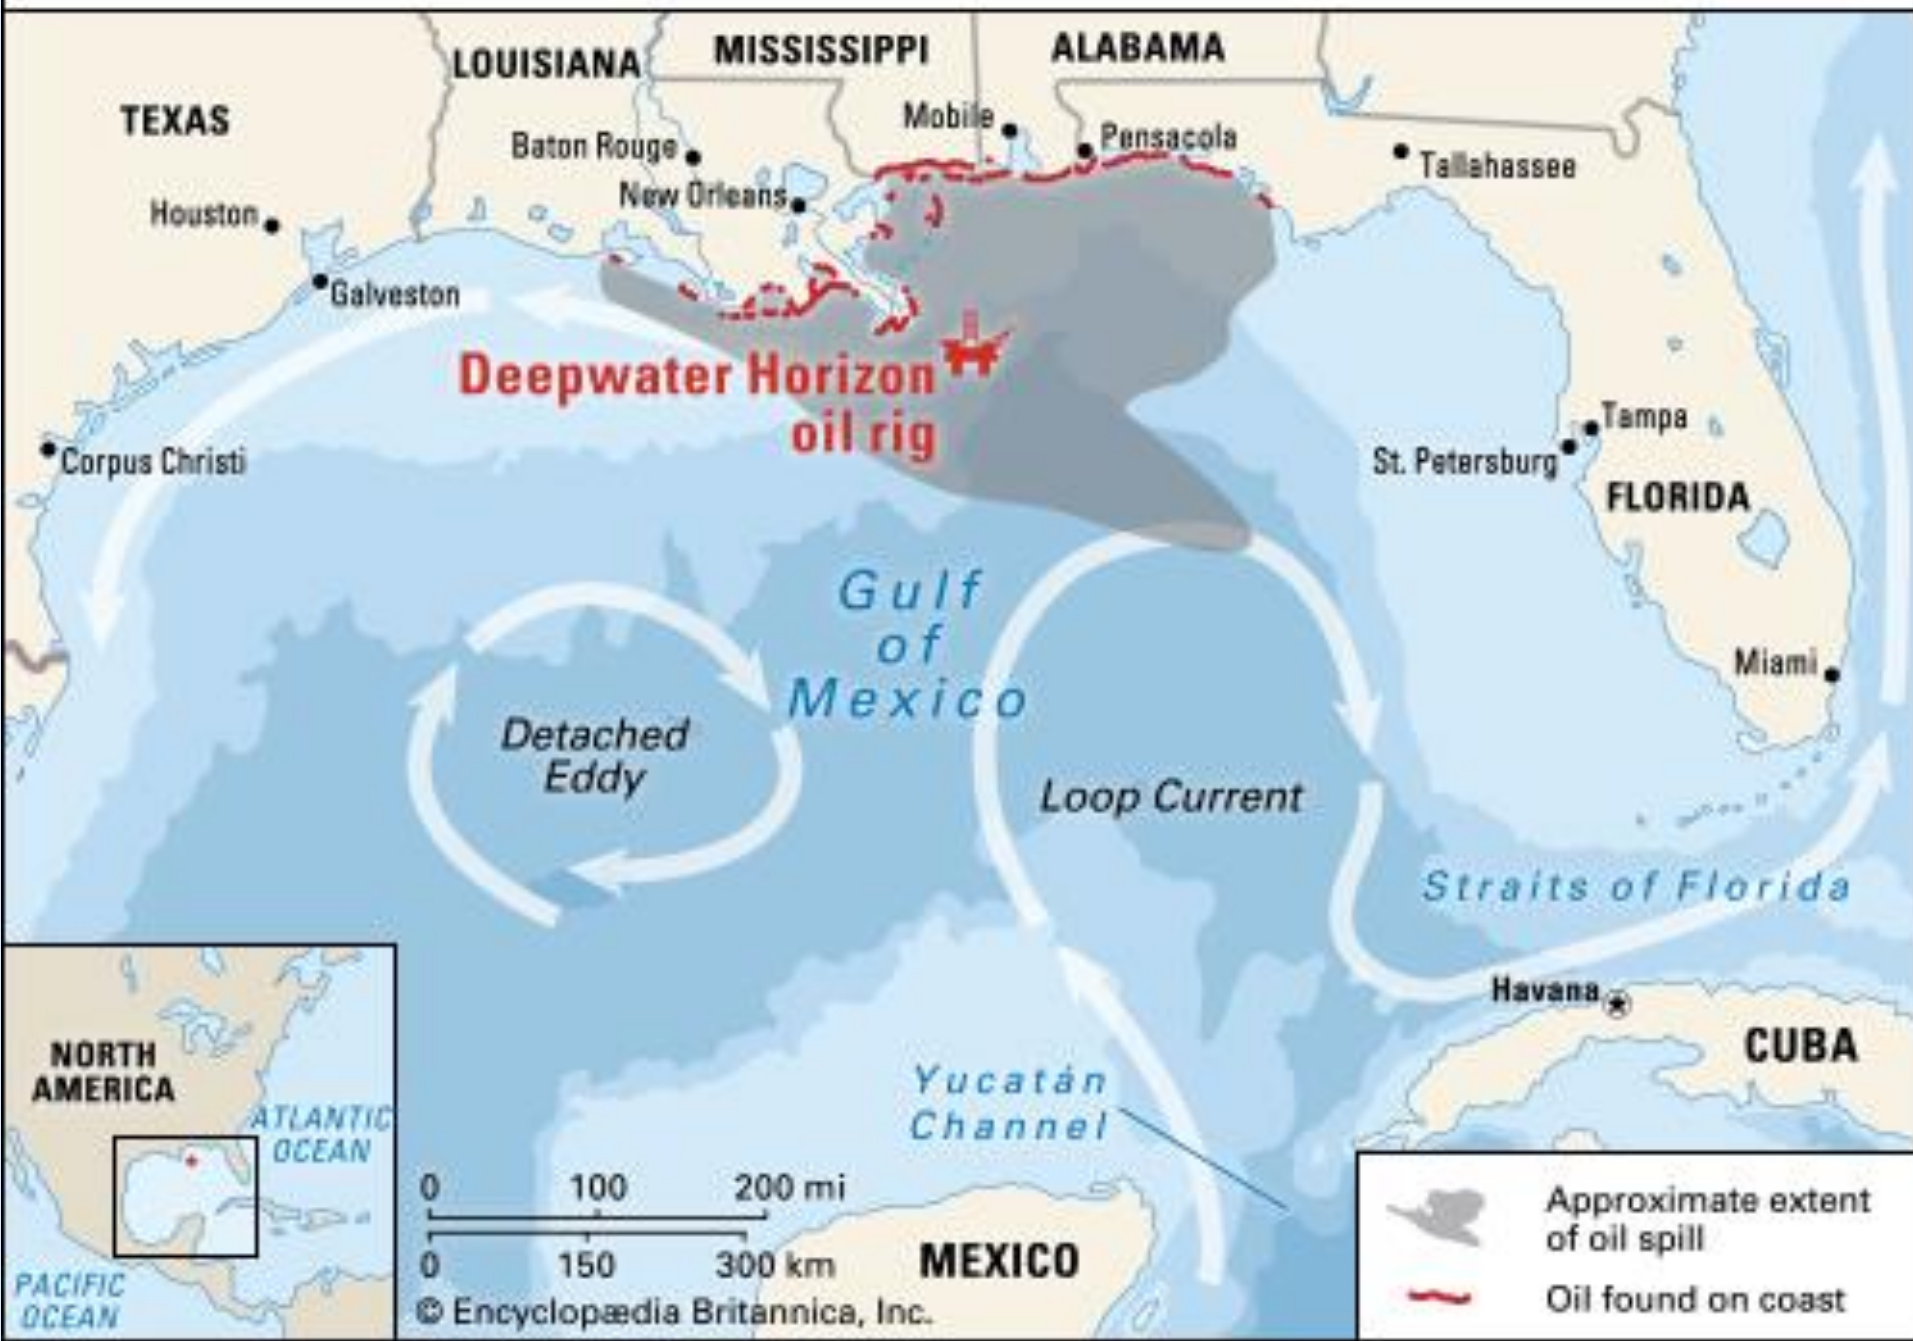 LOUISIANA
MISSISSIPPI
ALABAMA
TEXAS
Mobile
Pensacola
Baton Rouge
Tallahassee
New Orleans
Houston
Galveston
Deepwater Horizon
oil rig
Tampa
Corpus Christi
St. Petersburg
FLORIDA
Gulf
of
Mexico
Miami
Detached
Eddy
Loop Current
Straits of Florida
Havana
CUBA
NORTH
AMERICA
ATLANTIC
OCEAN
PACIFIC
OCEAN
Yucatán
Channel
0 100 200 mi
0 150 300 km
MEXICO
© Encyclopædia Britannica, Inc.
Approximate extent
of oil spill
Oil found on coast